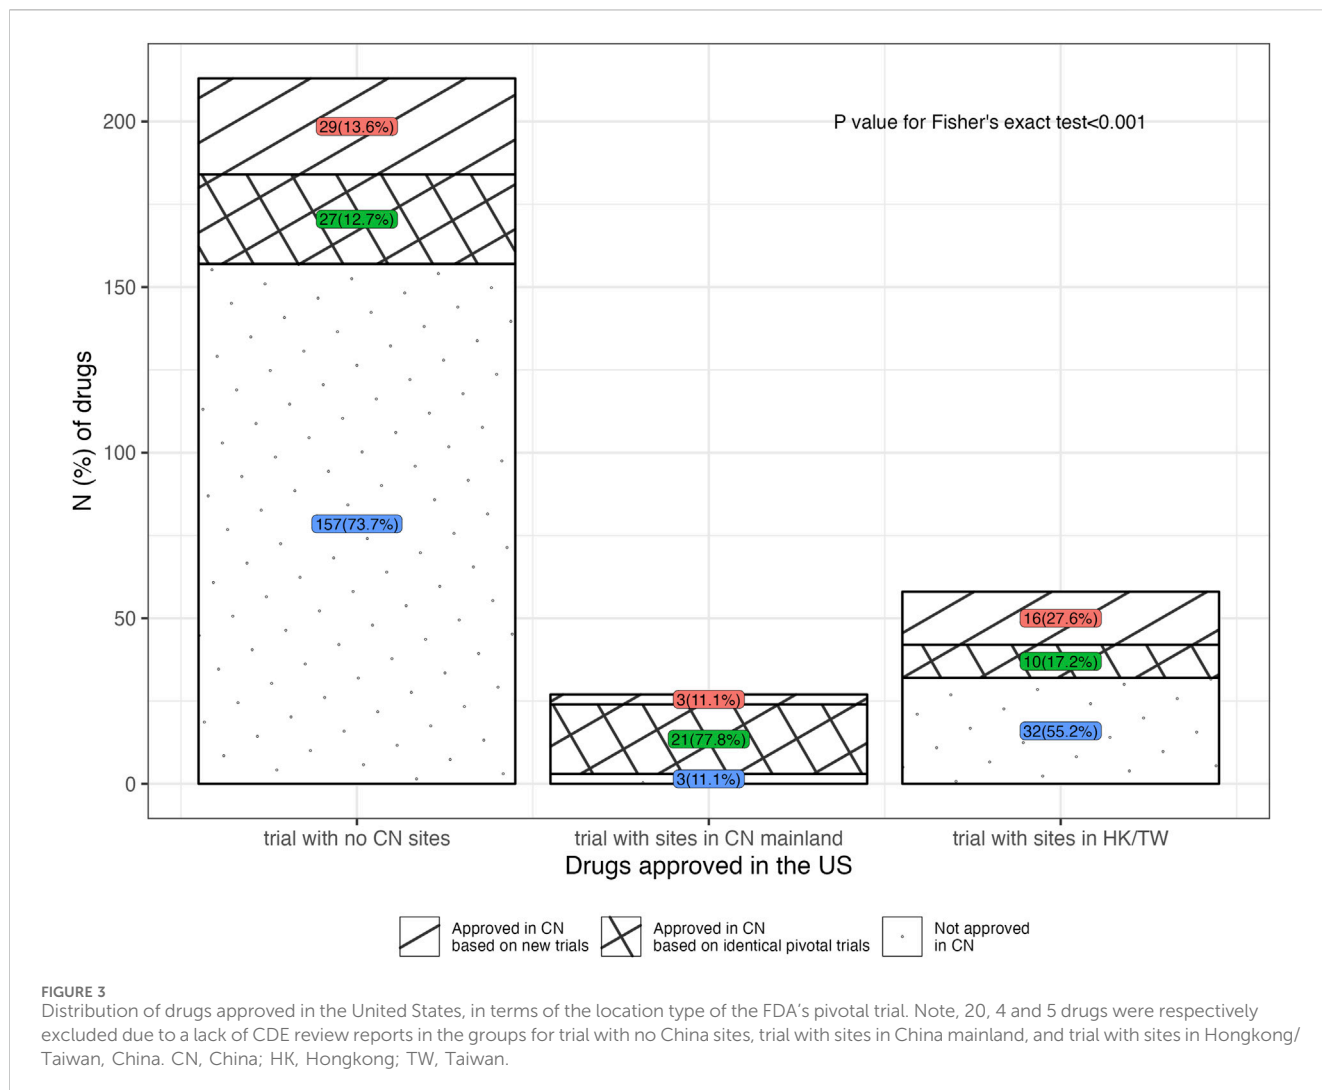 200
150
100
50
0
N (%) of drugs
P value for Fisher's exact test<0.001
29(13.6%)
27(12.7%)
157(73.7%)
3(11.1%)
21(77.8%)
3(11.1%)
16(27.6%)
10(17.2%)
32(55.2%)
trial with no CN sites
trial with sites in CN mainland
trial with sites in HK/TW
Drugs approved in the US
Approved in CN
based on new trials
Approved in CN
based on identical pivotal trials
Not approved
in CN
FIGURE 3
Distribution of drugs approved in the United States, in terms of the location type of the FDA's pivotal trial. Note, 20, 4 and 5 drugs were respectively
excluded due to a lack of CDE review reports in the groups for trial with no China sites, trial with sites in China mainland, and trial with sites in Hongkong/
Taiwan, China. CN, China; HK, Hongkong; TW, Taiwan.